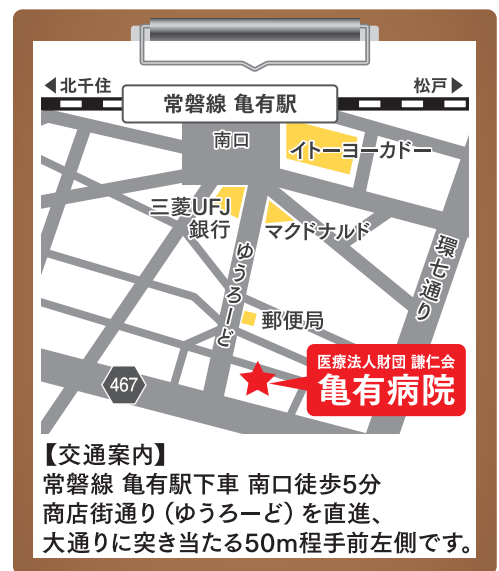 ◀北千住
松戸▶
常磐線 亀有駅
南口
イトーヨーカドー
三菱UFJ
銀行
マクドナルド
環七通り
ゆうろーど
郵便局
医療法人財団 謙仁会
亀有病院
467
【交通案内】
常磐線 亀有駅下車 南口徒歩5分
商店街通り（ゆうろーど）を直進、
大通りに突き当たる50m程手前左側です。